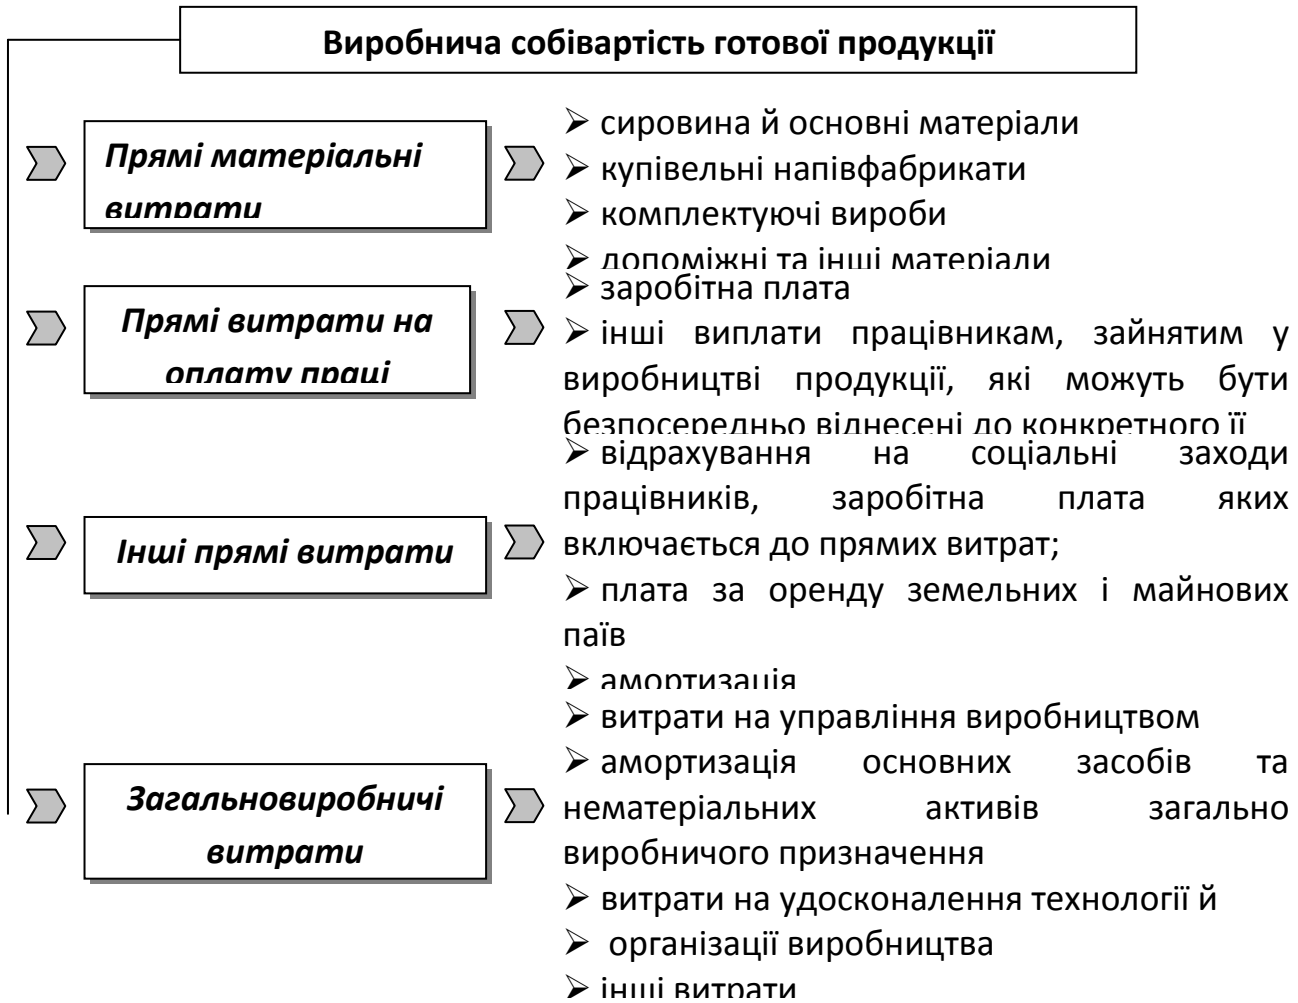 Виробнича собівартість готової продукції
Прямі матеріальні
витрати
➢ сировина й основні матеріали
➢ купівельні напівфабрикати
➢ комплектуючі вироби
➢ допоміжні та інші матеріали
Прямі витрати на
оплату праці
➢ заробітна плата
➢ інші виплати працівникам, зайнятим у
виробництві продукції, які можуть бути
безпосередньо віднесені до конкретного її
Інші прямі витрати
➢ відрахування на соціальні заходи
працівників, заробітна плата яких
включається до прямих витрат;
➢ плата за оренду земельних і майнових
паїв
➢ амортизація
Загальновиробничі
витрати
➢ витрати на управління виробництвом
➢ амортизація основних засобів та
нематеріальних активів загально
виробничого призначення
➢ витрати на удосконалення технології й
➢ організації виробництва
➢ інші витрати